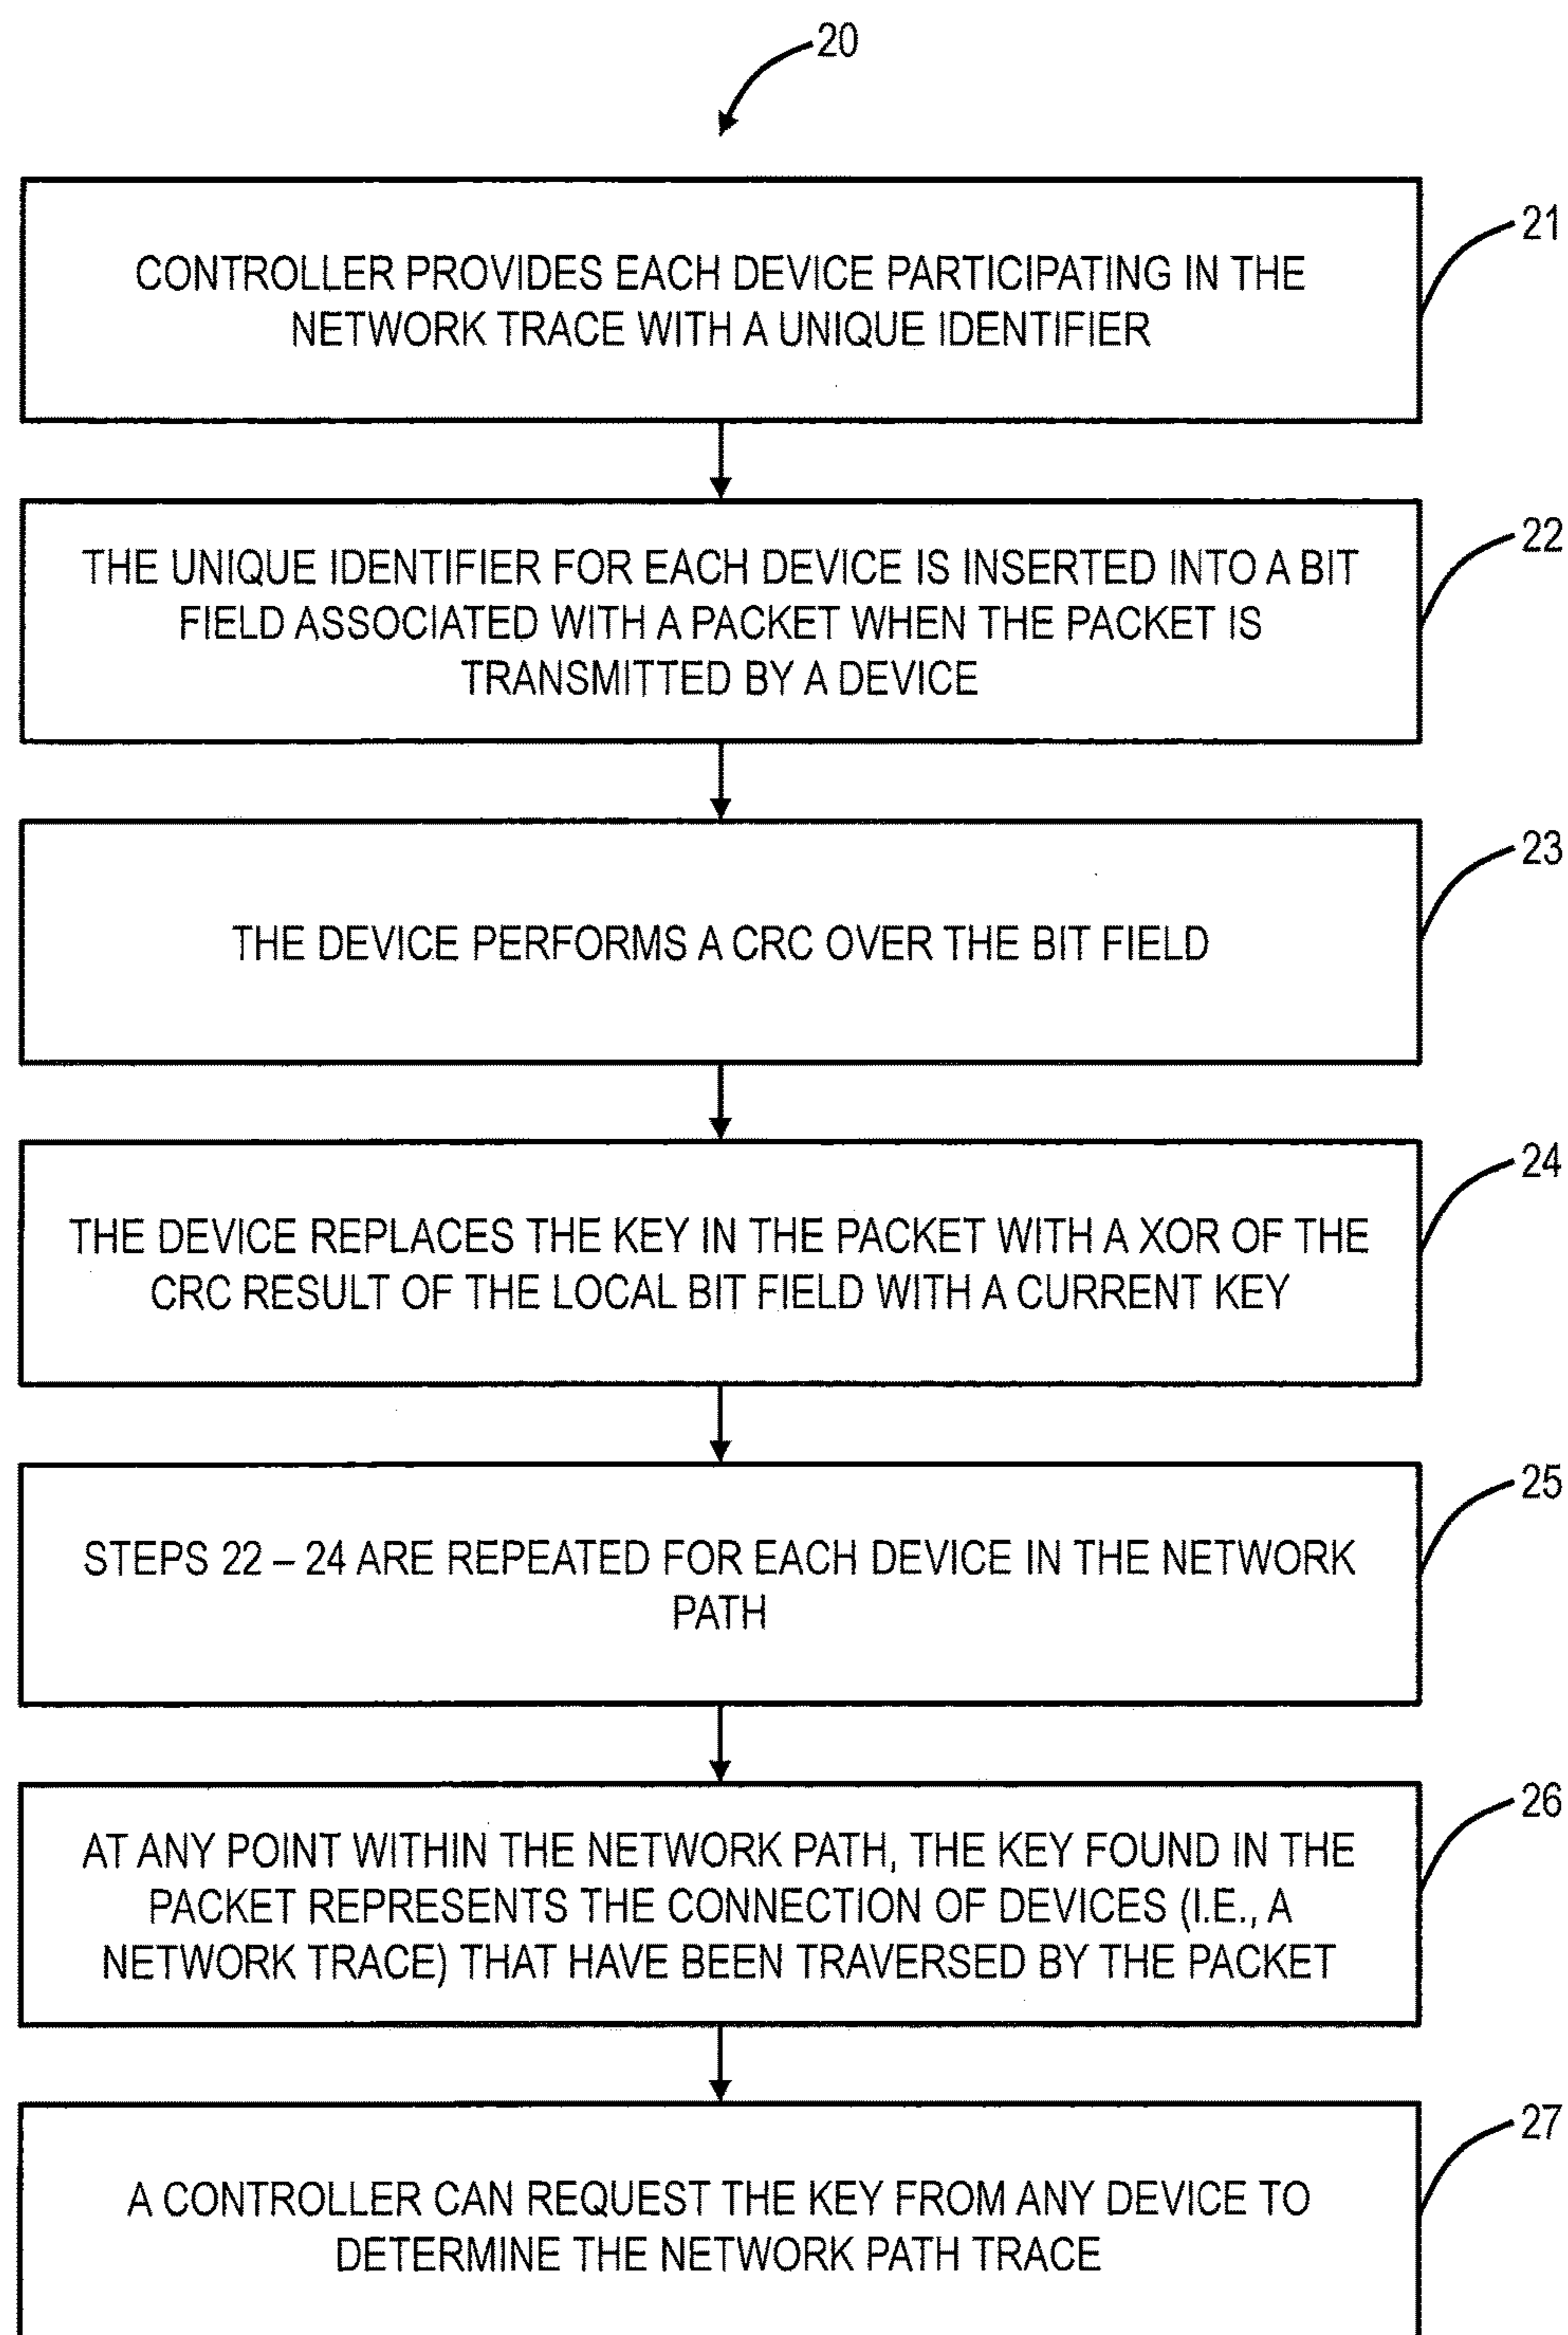 20
21
CONTROLLER PROVIDES EACH DEVICE PARTICIPATING IN THE
NETWORK TRACE WITH A UNIQUE IDENTIFIER
22
THE UNIQUE IDENTIFIER FOR EACH DEVICE IS INSERTED INTO A BIT
FIELD ASSOCIATED WITH A PACKET WHEN THE PACKET IS
TRANSMITTED BY A DEVICE
23
THE DEVICE PERFORMS A CRC OVER THE BIT FIELD
24
THE DEVICE REPLACES THE KEY IN THE PACKET WITH A XOR OF THE
CRC RESULT OF THE LOCAL BIT FIELD WITH A CURRENT KEY
25
STEPS 22 – 24 ARE REPEATED FOR EACH DEVICE IN THE NETWORK
PATH
26
AT ANY POINT WITHIN THE NETWORK PATH, THE KEY FOUND IN THE
PACKET REPRESENTS THE CONNECTION OF DEVICES (I.E., A
NETWORK TRACE) THAT HAVE BEEN TRAVERSED BY THE PACKET
27
A CONTROLLER CAN REQUEST THE KEY FROM ANY DEVICE TO
DETERMINE THE NETWORK PATH TRACE